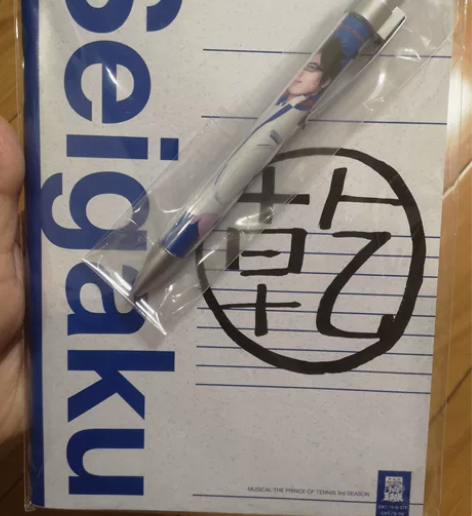 Seigaku
乾
MUSICAL THE PRINCE OF TENNIS 3rd SEASON